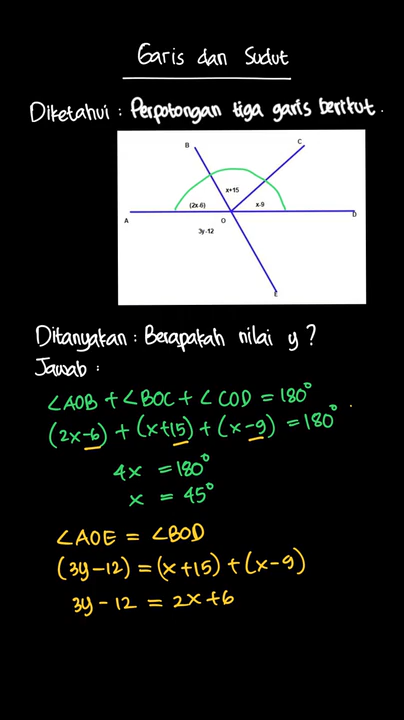 Garis dan Sudut
Diketahui : Perpotongan tiga garis berikut.
B
C
x+15
(2x-6)
x-9
A
O
D
3y-12
E
Ditanyakan : Berapakah nilai y ?
Jawab :
∠AOB + ∠BOC + ∠COD = 180°
(2x-6) + (x+15) + (x-9) = 180°
4x = 180°
x = 45°
∠AOE = ∠BOD
(3y-12) = (x+15) + (x-9)
3y - 12 = 2x + 6